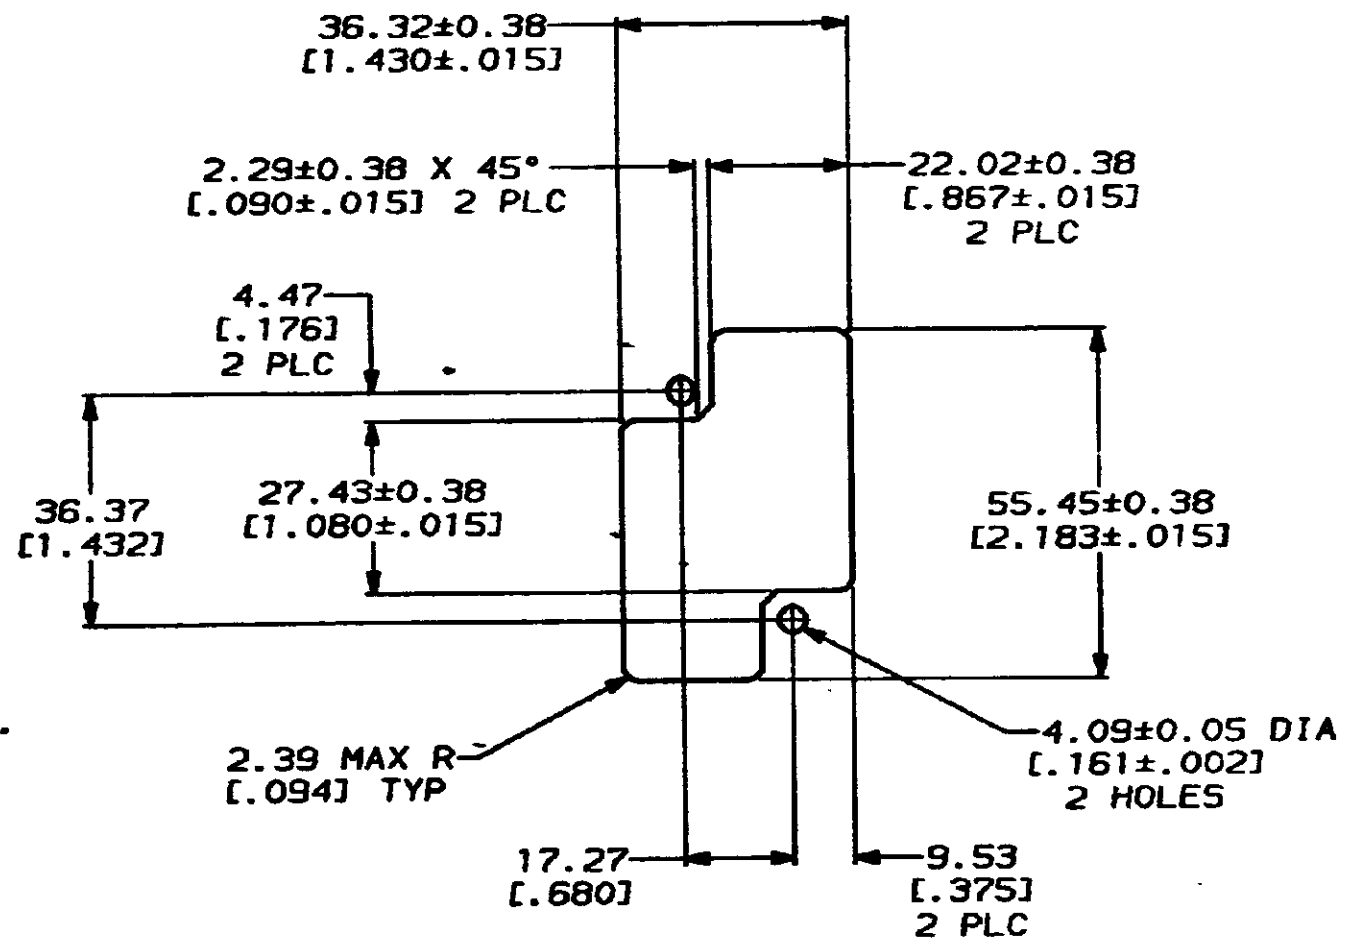 36.32±0.38
[1.430±.015]
2.29±0.38 X 45°
[.090±.015] 2 PLC
22.02±0.38
[.867±.015]
2 PLC
4.47
[.176]
2 PLC
36.37
[1.432]
27.43±0.38
[1.080±.015]
55.45±0.38
[2.183±.015]
2.39 MAX R
[.094] TYP
4.09±0.05 DIA
[.161±.002]
2 HOLES
17.27
[.680]
9.53
[.375]
2 PLC